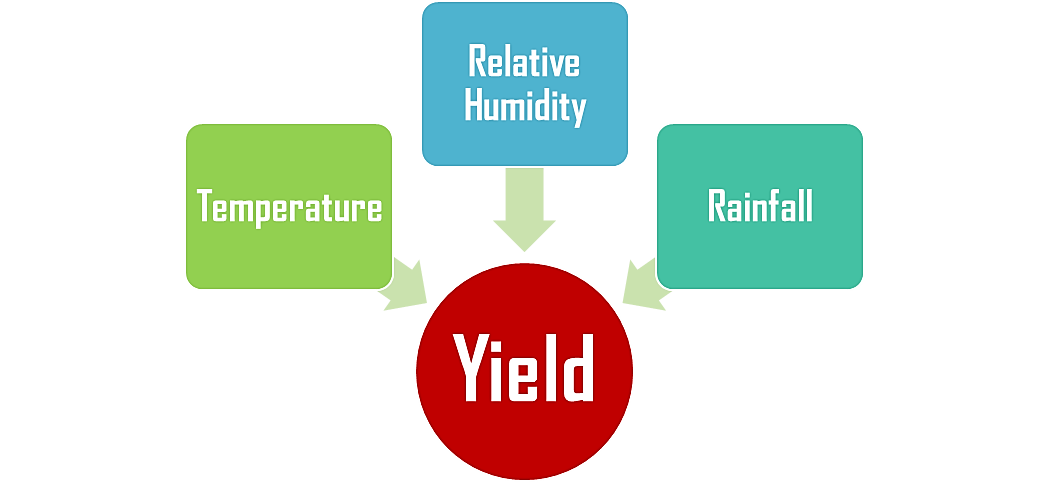 Relative
Humidity
Temperature
Rainfall
Yield